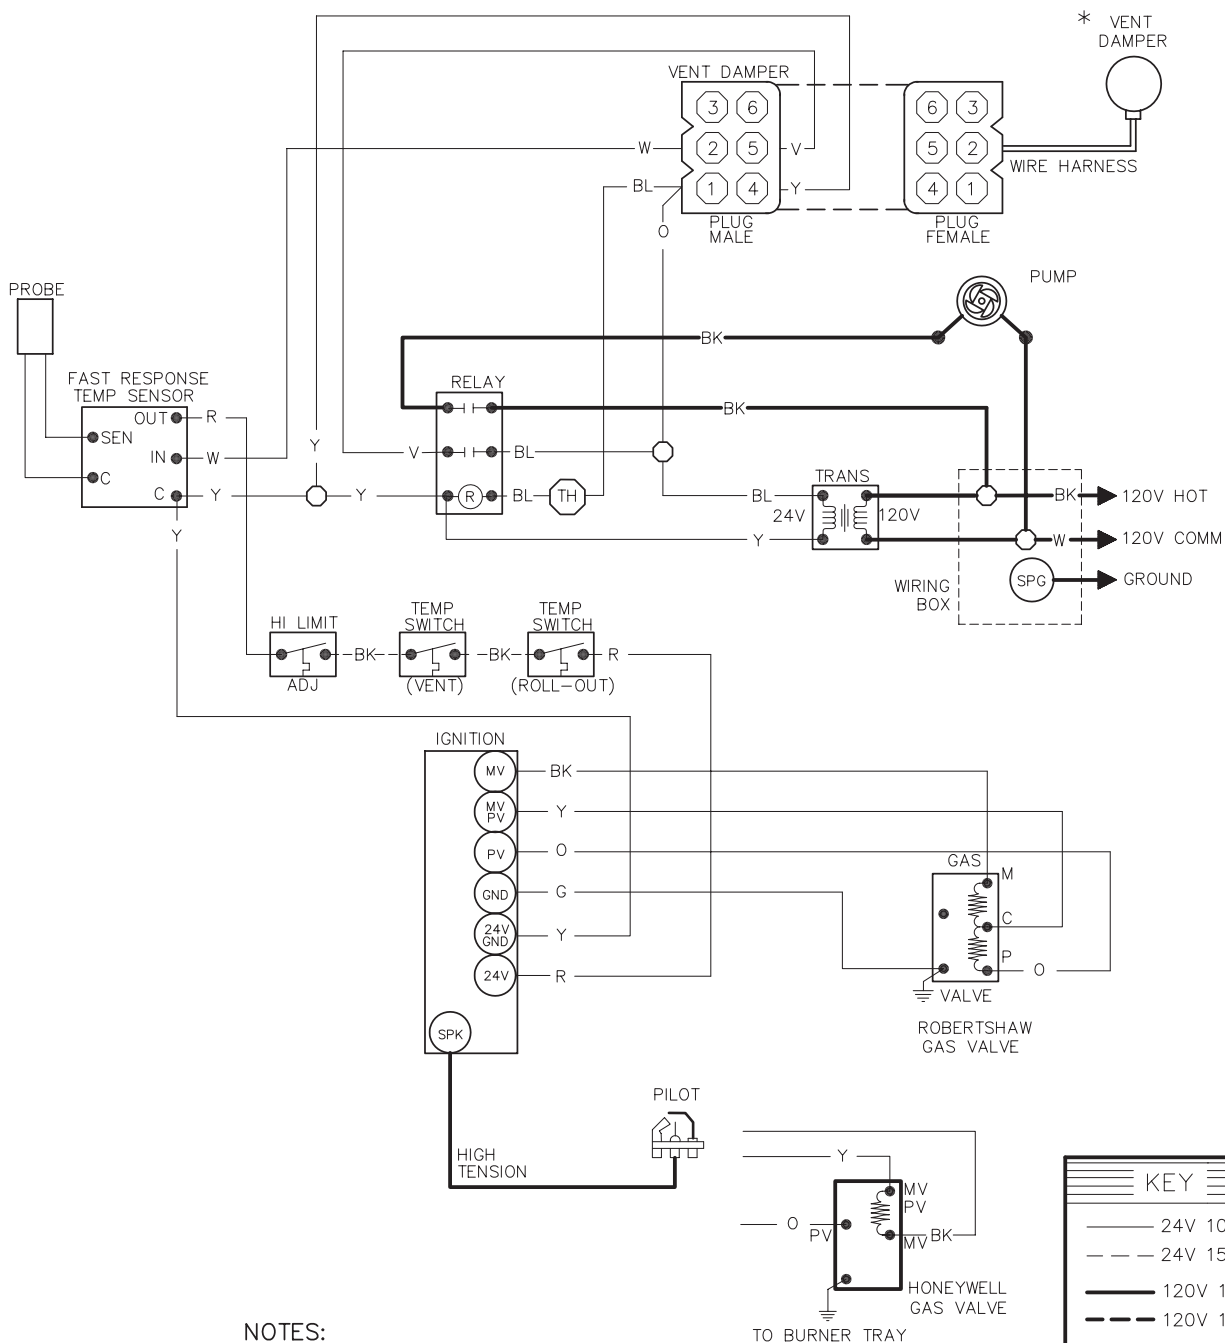 * VENT
DAMPER
VENT DAMPER
3 6
2 5
1 4
PLUG
MALE
6 3
5 2
4 1
PLUG
FEMALE
WIRE HARNESS
W
V
BL
Y
O
PROBE
PUMP
BK
FAST RESPONSE
TEMP SENSOR
OUT
R
SEN
IN
W
C
C
Y
Y
Y
Y
RELAY
BK
V
BL
R
BL
TH
TRANS
BL
24V
120V
Y
BK
120V HOT
W
120V COMM
SPG
GROUND
WIRING
BOX
HI LIMIT
ADJ
BK
TEMP
SWITCH
(VENT)
BK
TEMP
SWITCH
(ROLL-OUT)
R
IGNITION
MV
BK
MV
PV
Y
PV
O
GND
G
24V
GND
Y
24V
R
SPK
GAS
M
C
P
O
VALVE
ROBERTSHAW
GAS VALVE
HIGH
TENSION
PILOT
Y
MV
PV
O
PV
MV
BK
HONEYWELL
GAS VALVE
TO BURNER TRAY
KEY
24V 10
24V 15
120V 1
120V 1
NOTES: